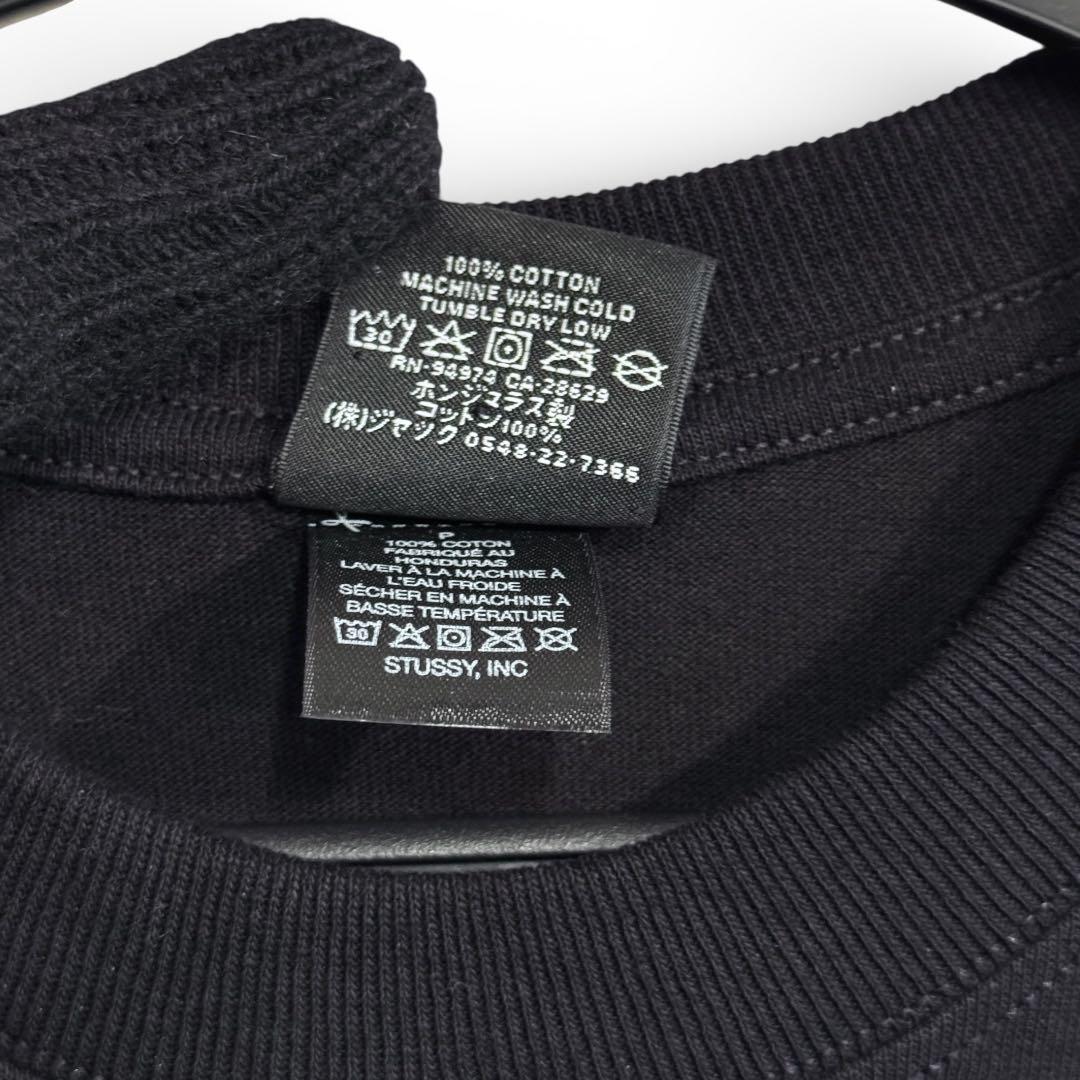 100% COTTON
MACHINE WASH COLD
TUMBLE DRY LOW
30
RN-94974 CA-28629
ホンジュラス製
コットン100%
(株)ジャック 0548-22-7366
P
100% COTON
FABRIQUÉ AU
HONDURAS
LAVER À LA MACHINE À
L'EAU FROIDE
SÉCHER EN MACHINE À
BASSE TEMPÉRATURE
30
STUSSY, INC